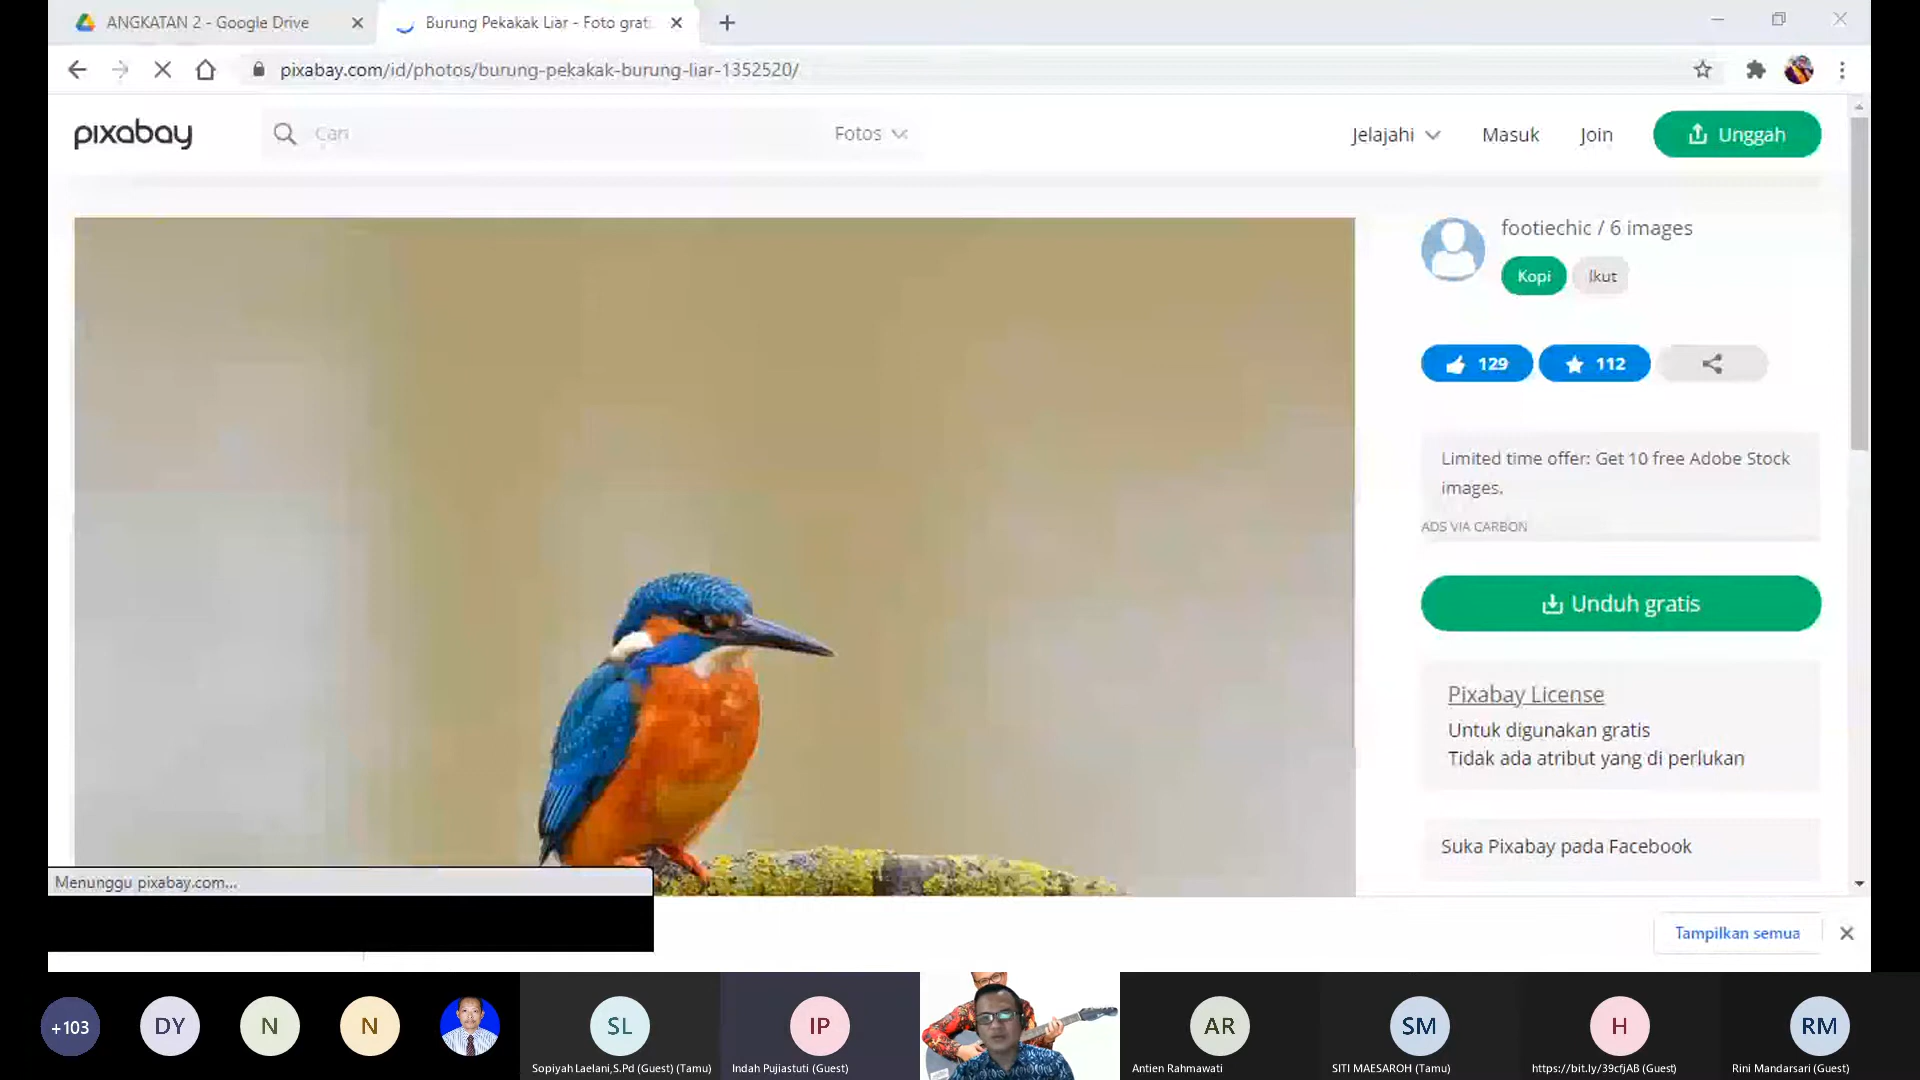 ANGKATAN 2 - Google Drive
Burung Pekakak Liar - Foto grati
pixabay.com/id/photos/burung-pekakak-burung-liar-1352520/
pixabay
Cari
Fotos
Jelajahi
Masuk
Join
Unggah
footiechic / 6 images
Kopi
Ikut
129
112
Limited time offer: Get 10 free Adobe Stock
images.
ADS VIA CARBON
Unduh gratis
Pixabay License
Untuk digunakan gratis
Tidak ada atribut yang di perlukan
Suka Pixabay pada Facebook
Menunggu pixabay.com...
Tampilkan semua
+103
DY
N
N
SL
Sopiyah Laelani,S.Pd (Guest) (Tamu)
IP
Indah Pujiastuti (Guest)
AR
Antien Rahmawati
SM
SITI MAESAROH (Tamu)
H
https://bit.ly/39cfjAB (Guest)
RM
Rini Mandarsari (Guest)